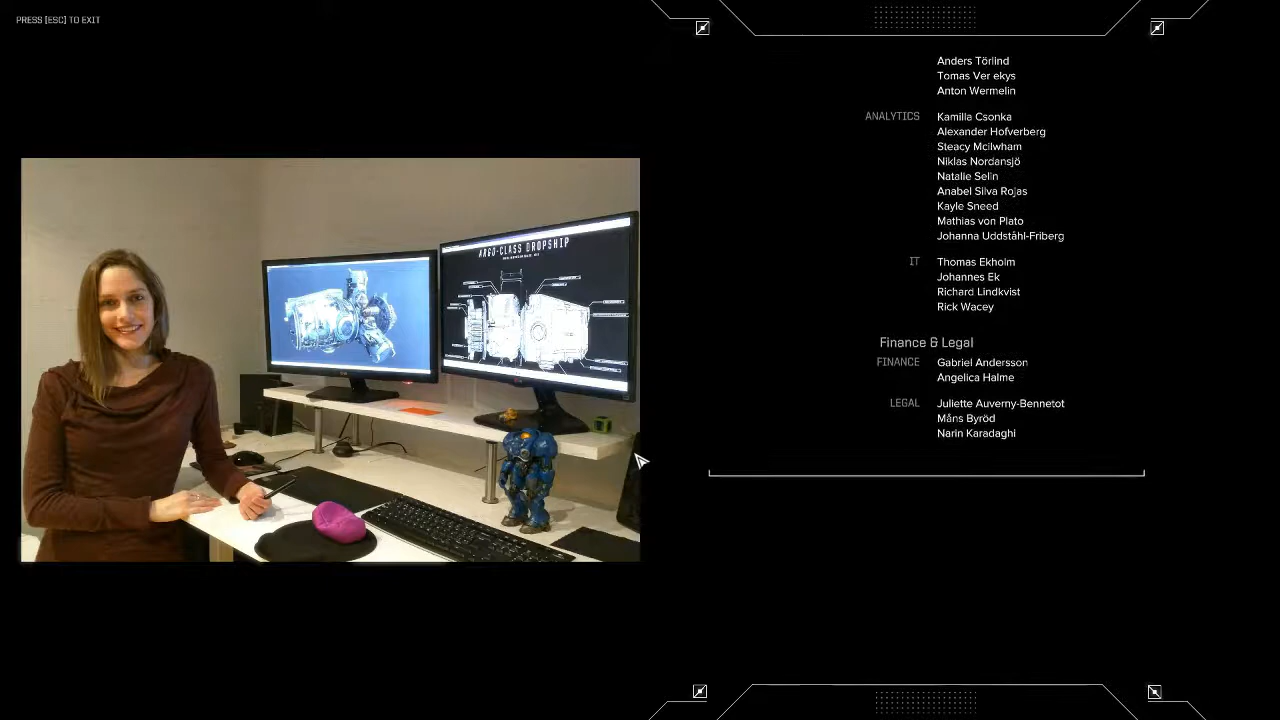 PRESS [ESC] TO EXIT
Anders Törlind
Tomas Ver ekys
Anton Wermelin
ANALYTICS Kamilla Csonka
Alexander Hofverberg
Steacy Mcilwham
Niklas Nordansjö
Natalie Selin
Anabel Silva Rojas
Kayle Sneed
Mathias von Plato
Johanna Uddståhl-Friberg
IT Thomas Ekholm
Johannes Ek
Richard Lindkvist
Rick Wacey
Finance & Legal
FINANCE Gabriel Andersson
Angelica Halme
LEGAL Juliette Auverny-Bennetot
Måns Byröd
Narin Karadaghi
ARGO-CLASS DROPSHIP